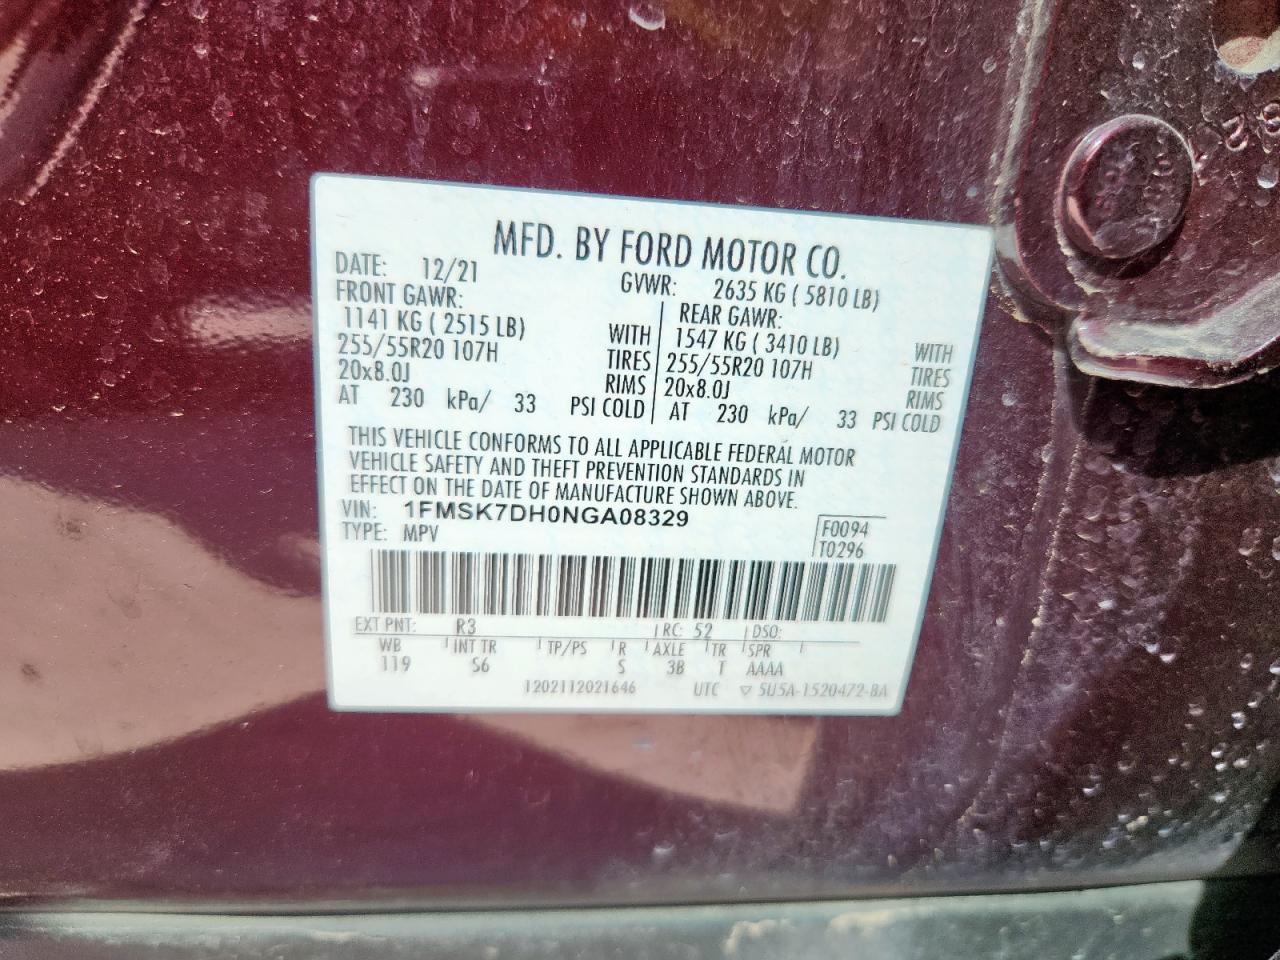 MFD. BY FORD MOTOR CO.
DATE: 12/21 GVWR: 2635 KG ( 5810 LB)
FRONT GAWR: REAR GAWR:
1141 KG ( 2515 LB) WITH 1547 KG ( 3410 LB) WITH
255/55R20 107H TIRES 255/55R20 107H TIRES
20x8.0J RIMS 20x8.0J RIMS
AT 230 kPa/ 33 PSI COLD AT 230 kPa/ 33 PSI COLD
THIS VEHICLE CONFORMS TO ALL APPLICABLE FEDERAL MOTOR
VEHICLE SAFETY AND THEFT PREVENTION STANDARDS IN
EFFECT ON THE DATE OF MANUFACTURE SHOWN ABOVE.
VIN: 1FMSK7DH0NGA08329
TYPE: MPV
F0094
T0296
EXT PNT: R3 RC: 52 DSO:
WB INT TR TP/PS R AXLE TR SPR
119 S6 S 3B T AAAA
1202112021646 UTC ▽ 5U5A-1520472-BA